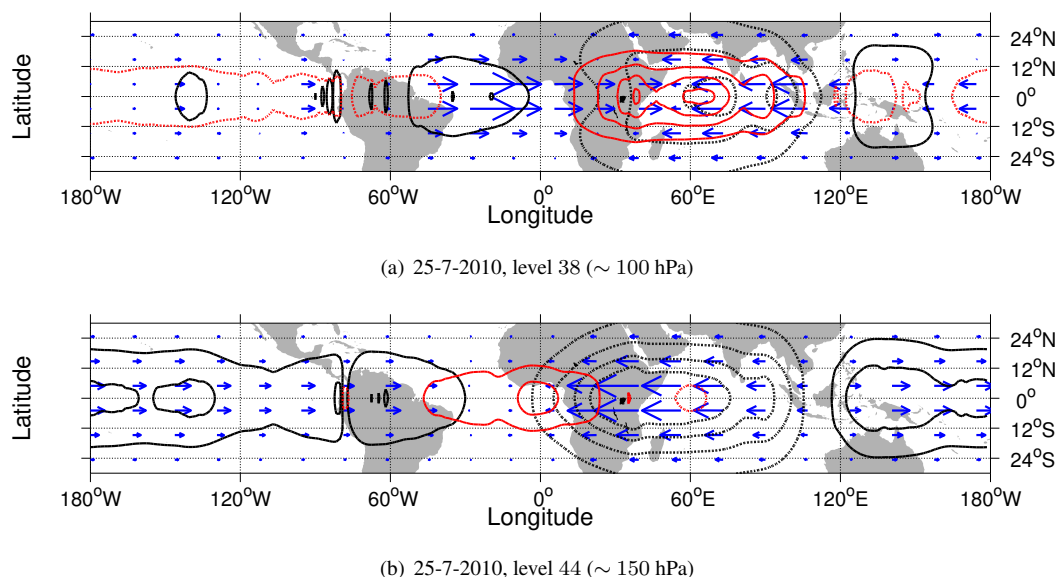 24°N
12°N
0°
12°S
24°S
Latitude
180°W 120°W 60°W 0° 60°E 120°E 180°W
Longitude
(a) 25-7-2010, level 38 (∼ 100 hPa)
24°N
12°N
0°
12°S
24°S
Latitude
180°W 120°W 60°W 0° 60°E 120°E 180°W
Longitude
(b) 25-7-2010, level 44 (∼ 150 hPa)